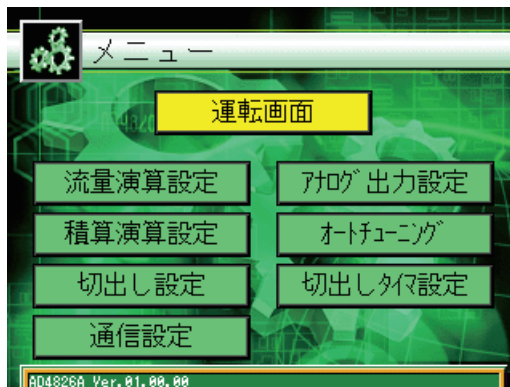 メニュー
運転画面
流量演算設定
アナログ出力設定
積算演算設定
オートチューニング
切出し設定
切出しタイマ設定
通信設定
AD4826A Ver.01.00.00